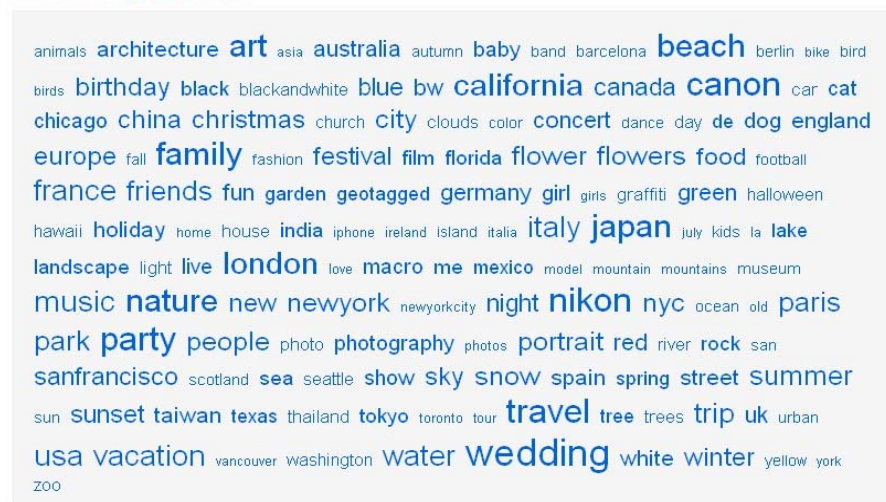 animals architecture art asia australia autumn baby band barcelona beach berlin bike bird
birds birthday black blackandwhite blue bw california canada canon car cat
chicago china christmas church city clouds color concert dance day de dog england
europe fall family fashion festival film florida flower flowers food football
france friends fun garden geotagged germany girl girls graffiti green halloween
hawaii holiday home house india iphone ireland island italia italy japan july kids la lake
landscape light live london love macro me mexico model mountain mountains museum
music nature new newyork newyorkcity night nikon nyc ocean old paris
park party people photo photography photos portrait red river rock san
sanfrancisco scotland sea seattle show sky snow spain spring street summer
sun sunset taiwan texas thailand tokyo toronto tour travel tree trees trip uk urban
usa vacation vancouver washington water wedding white winter yellow york
zoo